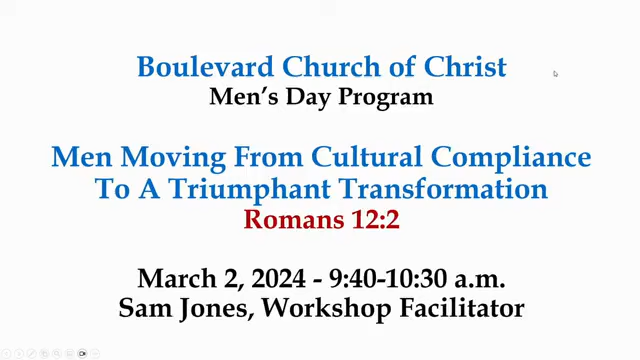 Boulevard Church of Christ
Men's Day Program
Men Moving From Cultural Compliance
To A Triumphant Transformation
Romans 12:2
March 2, 2024 - 9:40-10:30 a.m.
Sam Jones, Workshop Facilitator